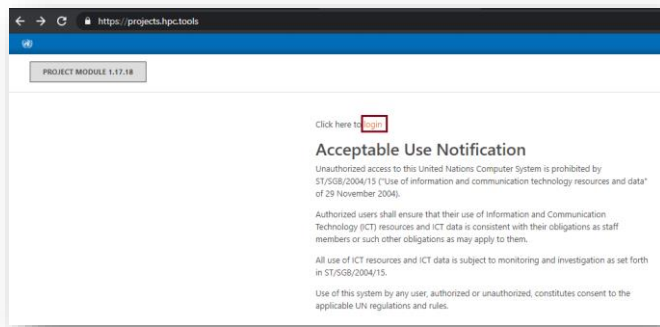 https://projects.hpc.tools
PROJECT MODULE 1.17.18
Click here to login
Acceptable Use Notification
Unauthorized access to this United Nations Computer System is prohibited by
ST/SGB/2004/15 ("Use of information and communication technology resources and data"
of 29 November 2004).
Authorized users shall ensure that their use of Information and Communication
Technology (ICT) resources and ICT data is consistent with their obligations as staff
members or such other obligations as may apply to them.
All use of ICT resources and ICT data is subject to monitoring and investigation as set forth
in ST/SGB/2004/15.
Use of this system by any user, authorized or unauthorized, constitutes consent to the
applicable UN regulations and rules.